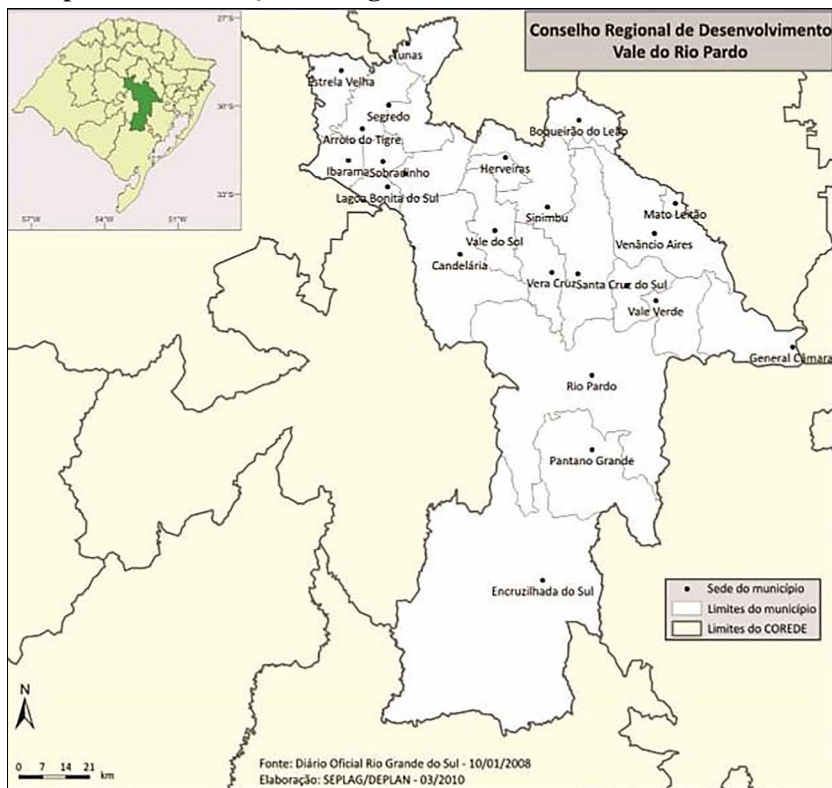 Conselho Regional de Desenvolvimento
Vale do Rio Pardo
27°S
30°S
33°S
57°W
54°W
51°W
Tunas
Estrela Velha
Segredo
Arroio do Tigre
Ibarama
Sobradinho
Lagoa Bonita do Sul
Boqueirão do Leão
Herveiras
Sinimbu
Mato Leitão
Vale do Sol
Venâncio Aires
Candelária
Vera Cruz
Santa Cruz do Sul
Vale Verde
General Câmara
Rio Pardo
Pantano Grande
Encruzilhada do Sul
Sede do município
Limites do município
Limites do COREDE
N
0 7 14 21
km
Fonte: Diário Oficial Rio Grande do Sul - 10/01/2008
Elaboração: SEPLAG/DEPLAN - 03/2010